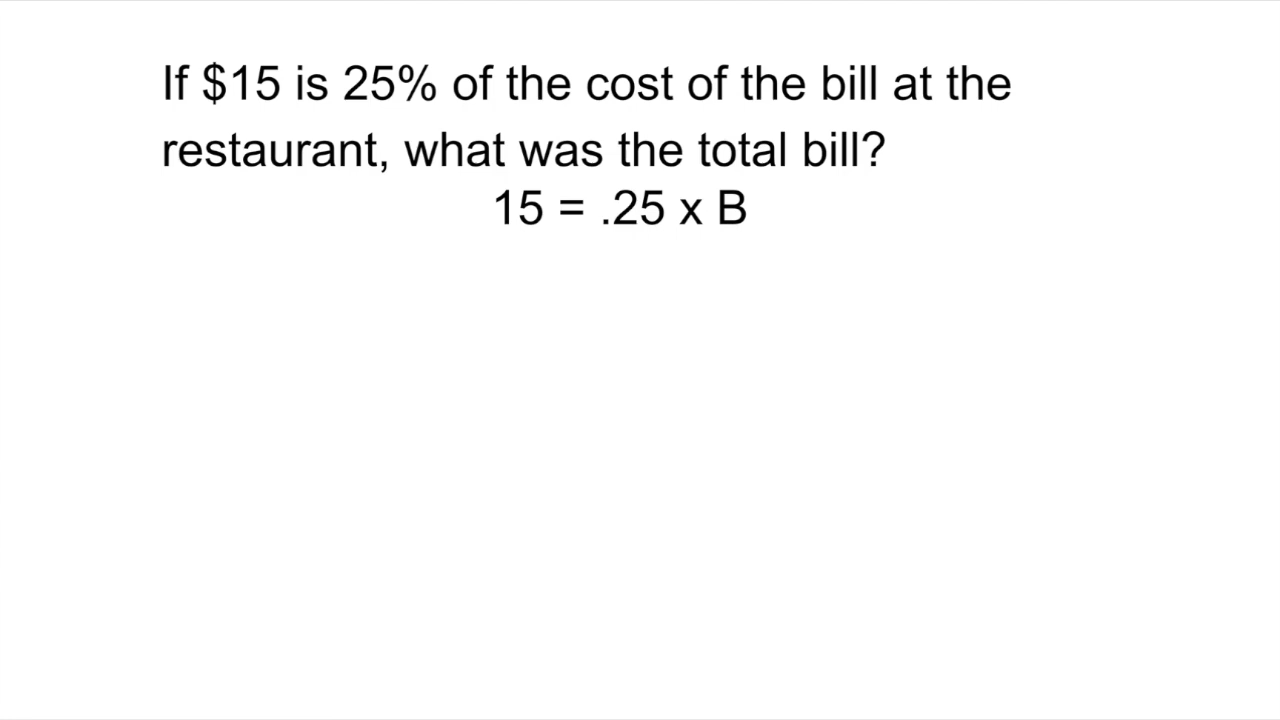 If $15 is 25% of the cost of the bill at the
restaurant, what was the total bill?
15 = .25 x B